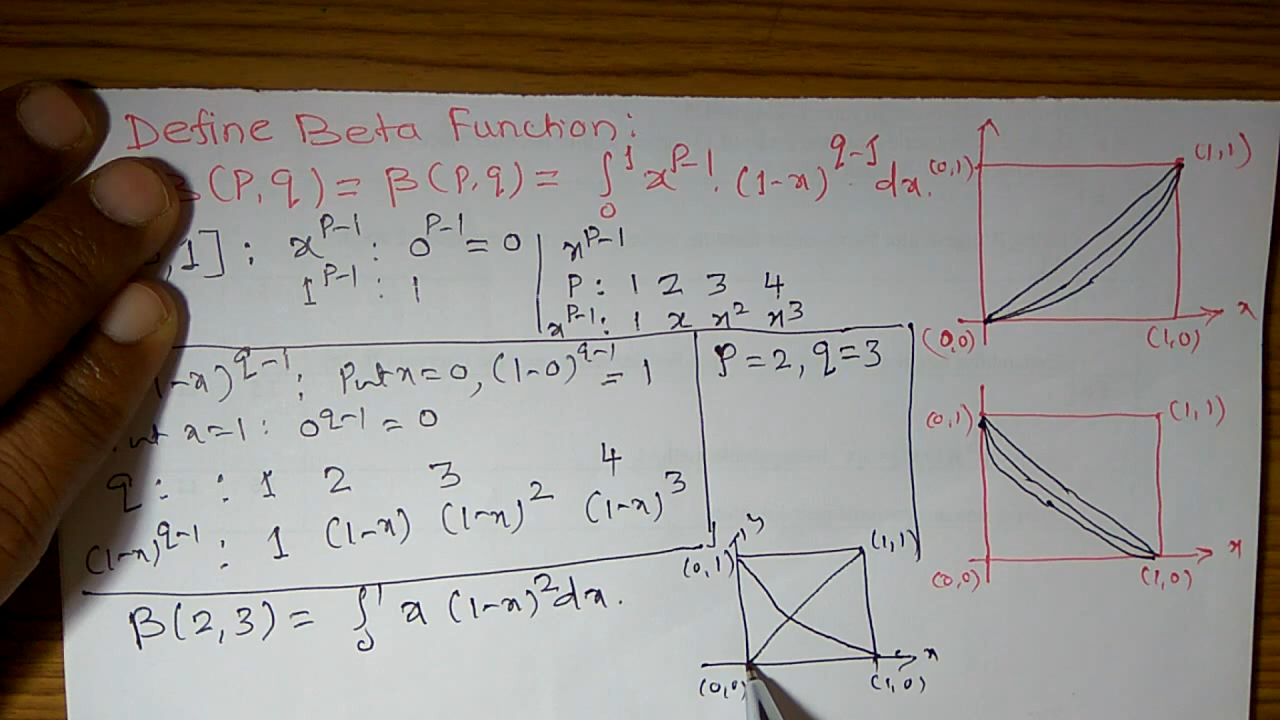 Define Beta Function:
B(P,q) = β(P,q) = ∫₀¹ x^{P-1} . (1-x)^{q-1} . dx.
,1] : x^{P-1} : 0^{P-1} = 0
1^{P-1} : 1
x^{P-1}
P : 1 2 3 4
x^{P-1} : 1 x x² x³
-x)^{q-1} ; Put x=0, (1-0)^{q-1} = 1
ut x=1 : 0^{q-1} = 0
q : : 1 2 3 4
(1-x)^{q-1} : 1 (1-x) (1-x)² (1-x)³
P=2, q=3
β(2,3) = ∫₀¹ x (1-x)² dx.
(0,1) (1,1)
(0,0) (1,0) x
(0,1) (1,1)
(0,0) (1,0) x
y
(0,1) (1,1)
(0,0) (1,0) x